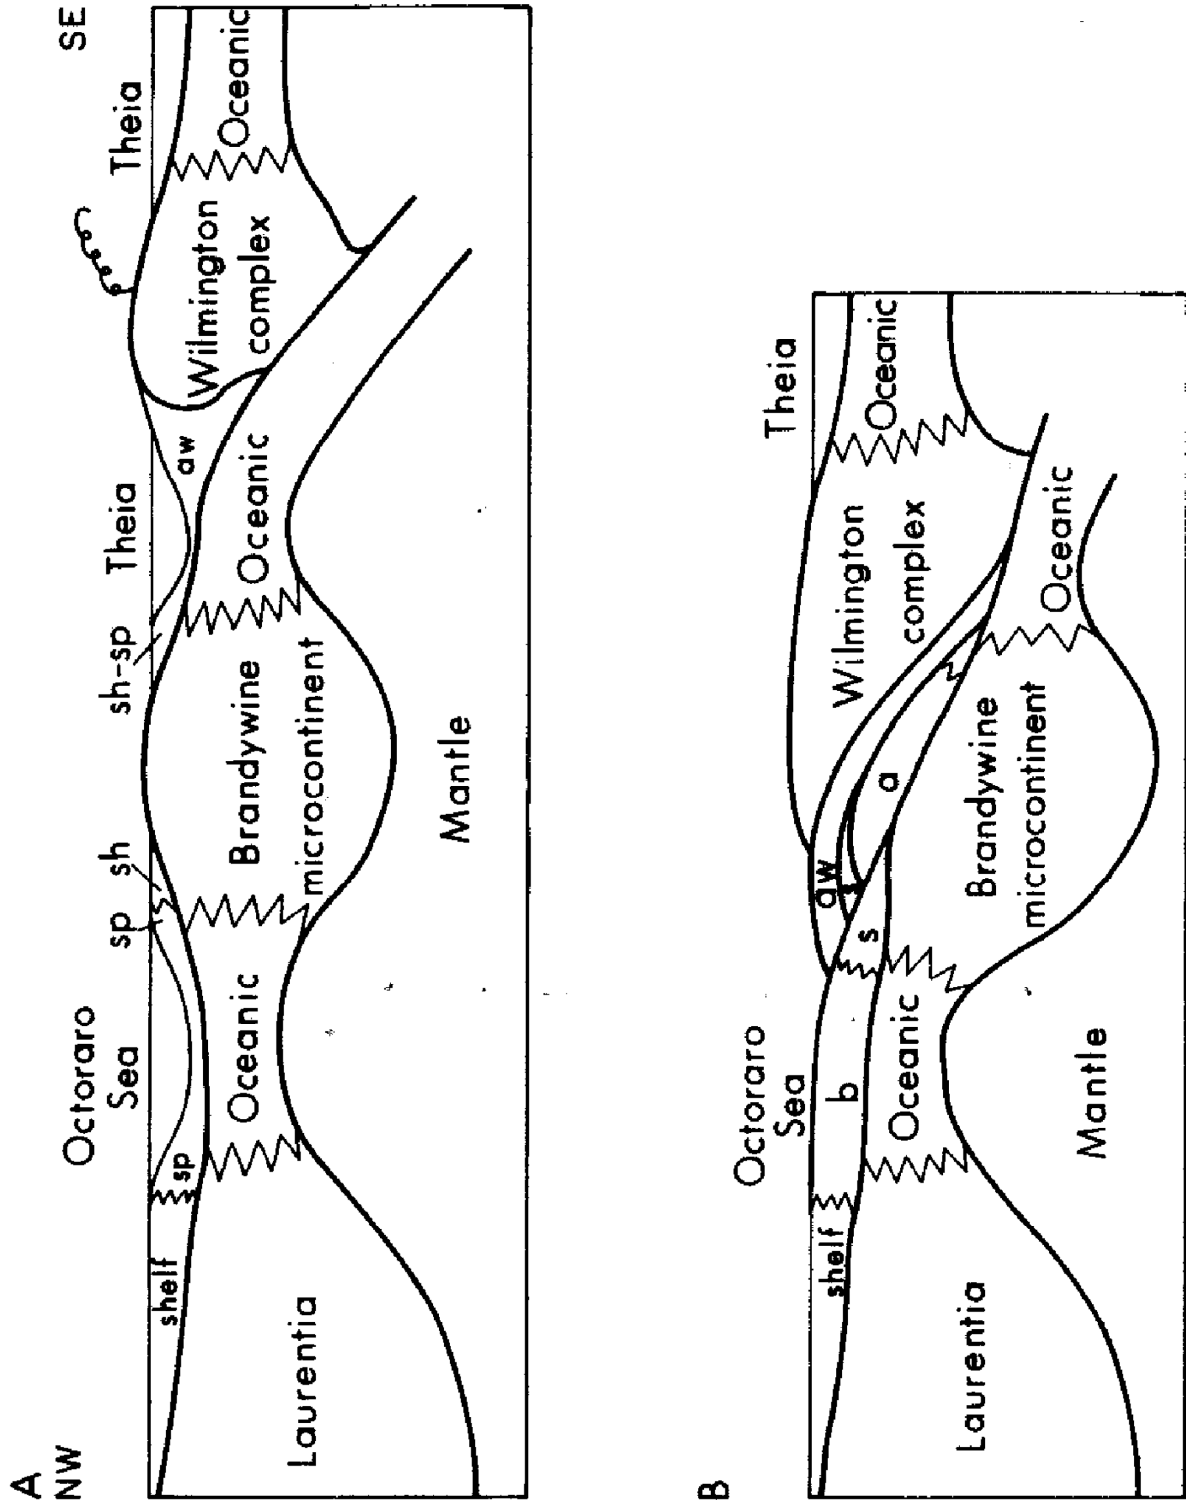 A
NW
SE
Octoraro
Sea
sp
sh
sh-sp
Theia
Theia
shelf
sp
aw
Laurentia
Oceanic
Brandywine
microcontinent
Oceanic
Wilmington
complex
Oceanic
Mantle
B
Octoraro
Sea
Theia
shelf
b
s
aw
s
a
Laurentia
Oceanic
Brandywine
microcontinent
Wilmington
complex
Oceanic
Oceanic
Mantle